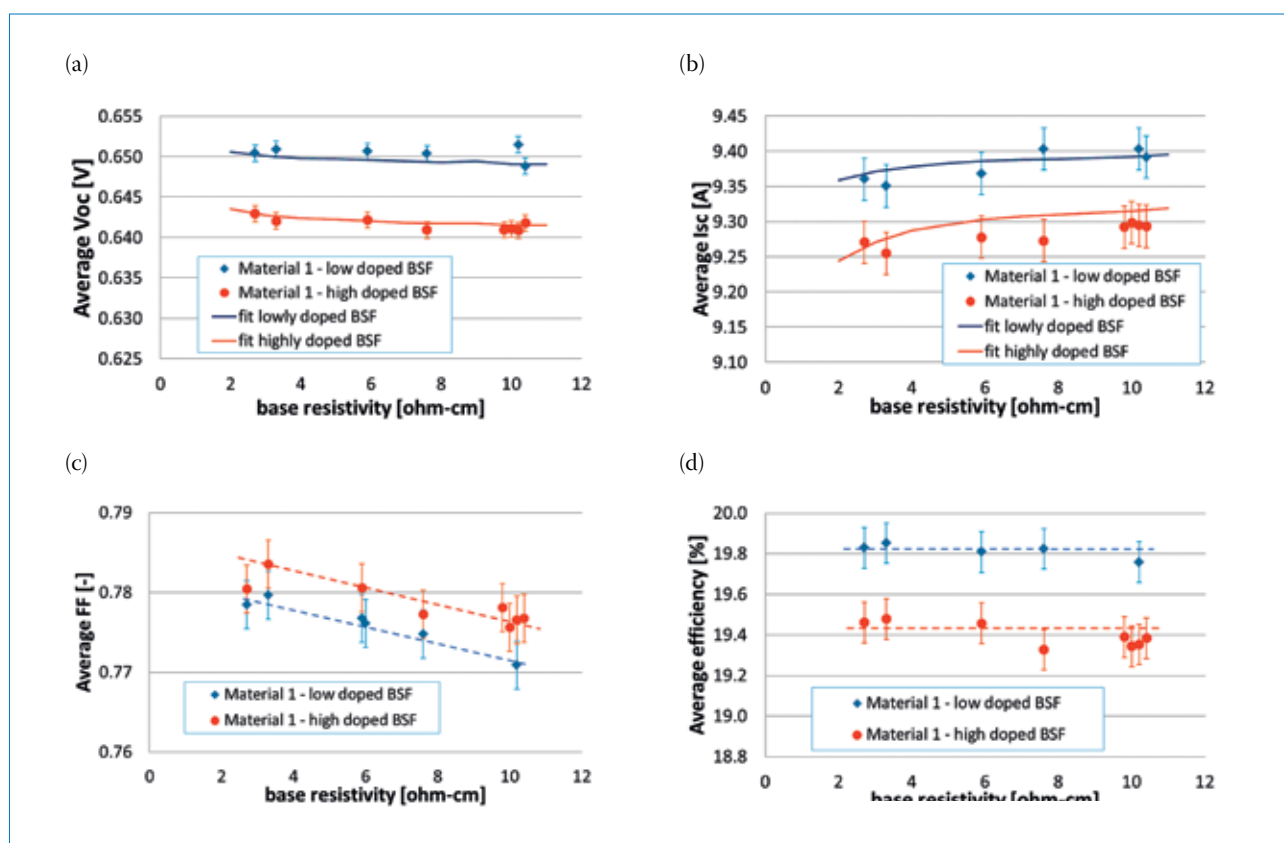 (a)
Average Voc [V]
0.655
0.650
0.645
0.640
0.635
0.630
0.625
Material 1 - low doped BSF
Material 1 - high doped BSF
fit lowly doped BSF
fit highly doped BSF
0 2 4 6 8 10 12
base resistivity [ohm-cm]
(b)
Average Isc [A]
9.45
9.40
9.35
9.30
9.25
9.20
9.15
9.10
Material 1 - low doped BSF
Material 1 - high doped BSF
fit lowly doped BSF
fit highly doped BSF
0 2 4 6 8 10 12
base resistivity [ohm-cm]
(c)
Average FF [-]
0.79
0.78
0.77
0.76
Material 1 - low doped BSF
Material 1 - high doped BSF
0 2 4 6 8 10 12
base resistivity [ohm-cm]
(d)
Average efficiency [%]
20.0
19.8
19.6
19.4
19.2
19.0
18.8
Material 1 - low doped BSF
Material 1 - high doped BSF
0 2 4 6 8 10 12
base resistivity [ohm-cm]